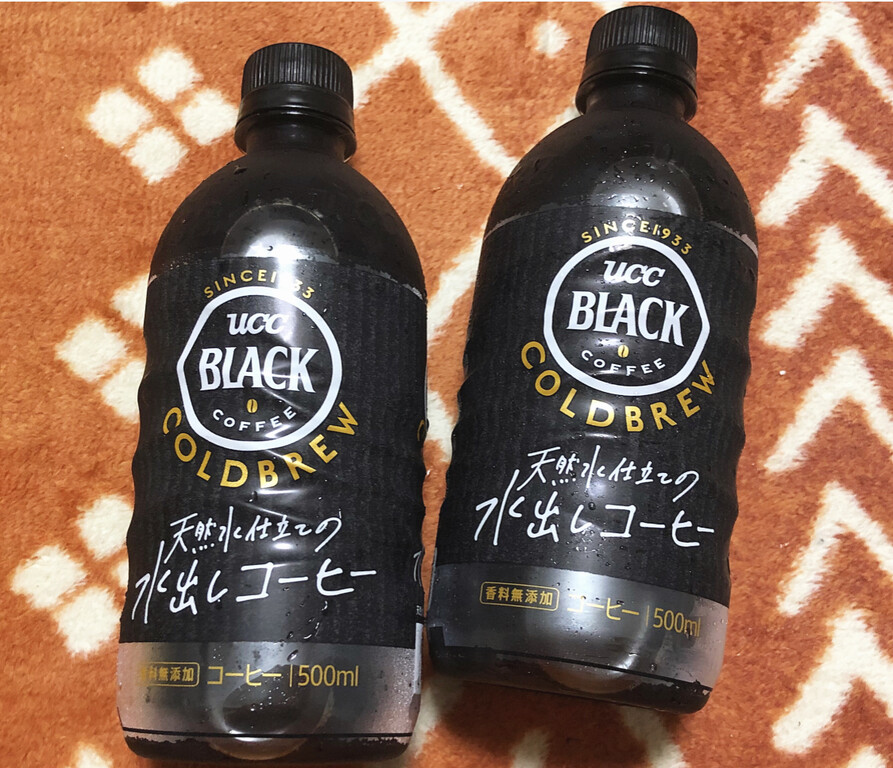 SINCE1933
ucc
BLACK
COFFEE
COLDBREW
天然水仕立ての
水出しコーヒー
香料無添加 コーヒー | 500ml
SINCE1933
ucc
BLACK
COFFEE
COLDBREW
天然水仕立ての
水出しコーヒー
香料無添加 コーヒー | 500ml